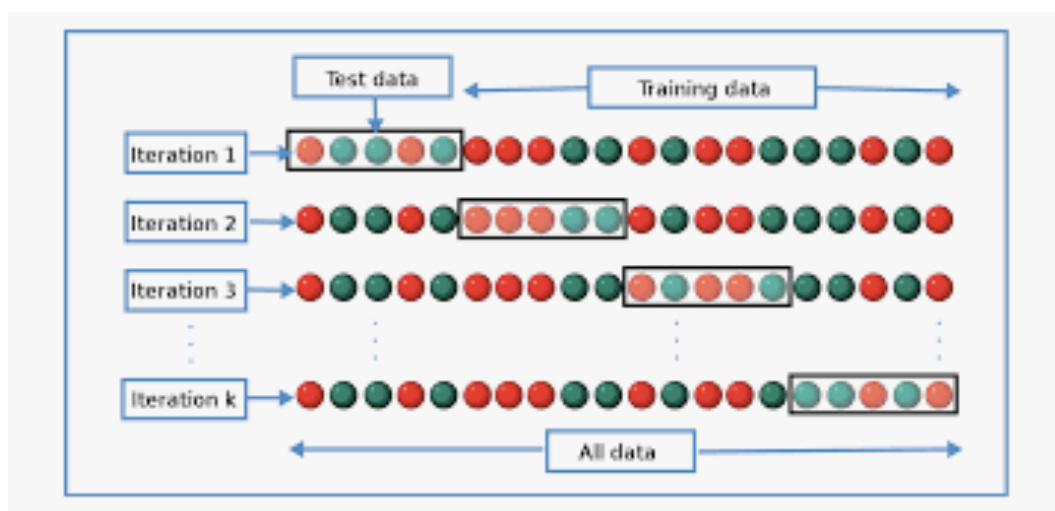 Test data
Training data
Iteration 1
Iteration 2
Iteration 3
Iteration k
All data